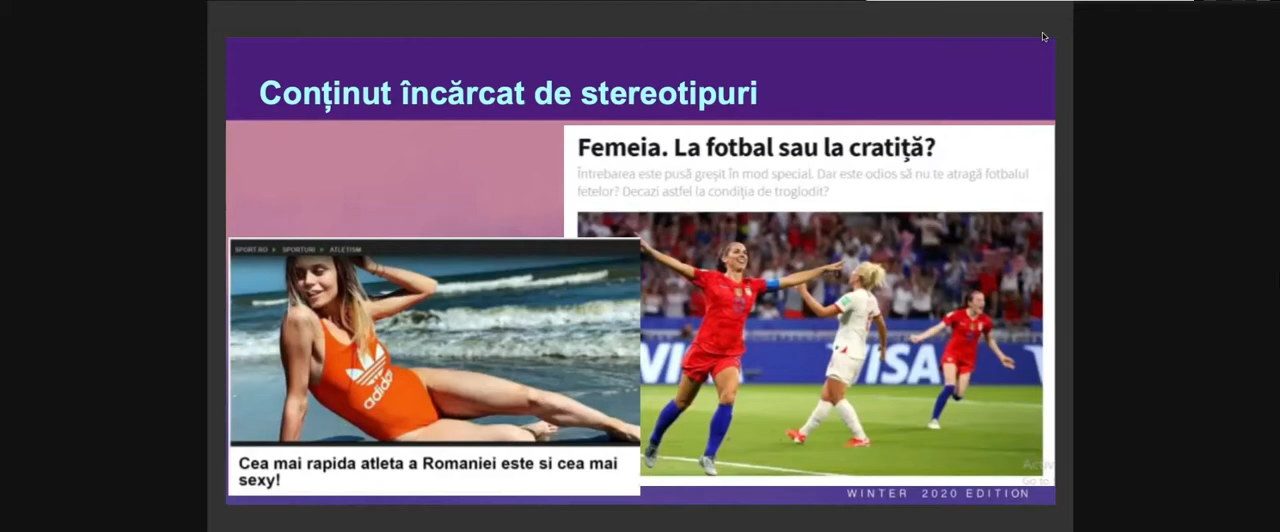 Conținut încărcat de stereotipuri
Femeia. La fotbal sau la cratiță?
Întrebarea este pusă greșit în mod special. Dar este odios să nu te atragă fotbalul
fetelor? Decazi astfel la condiția de troglodit?
SPORT.RO » SPORTURI » ATLETISM
adidas
VISA
VISA
Cea mai rapida atleta a Romaniei este si cea mai
sexy!
WINTER 2020 EDITION